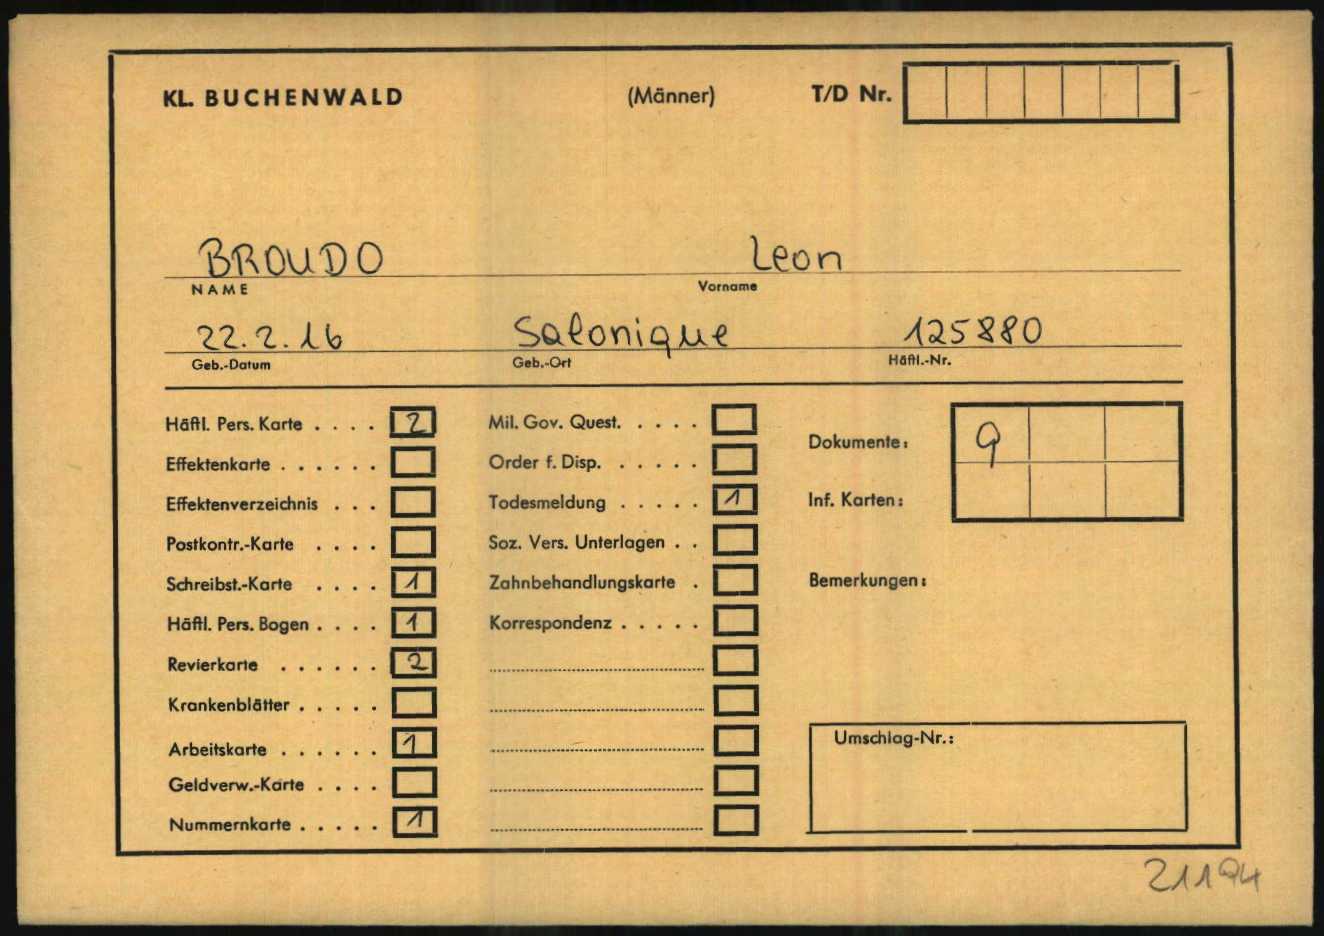 KL. BUCHENWALD (Männer) T/D Nr.
BROUDO Leon
NAME Vorname
22.2.16 Salonique 125880
Geb.-Datum Geb.-Ort Häftl.-Nr.
Häftl. Pers. Karte . . . . 2 Mil. Gov. Quest. . . . .
Effektenkarte . . . . . . Order f. Disp. . . . . .
Dokumente: 9
Effektenverzeichnis . . . Todesmeldung . . . . . 1 Inf. Karten:
Postkontr.-Karte . . . . Soz. Vers. Unterlagen . .
Schreibst.-Karte . . . . 1 Zahnbehandlungskarte . Bemerkungen:
Häftl. Pers. Bogen . . . . 1 Korrespondenz . . . . .
Revierkarte . . . . . . 2
Krankenblätter . . . . .
Arbeitskarte . . . . . . 1 Umschlag-Nr.:
Geldverw.-Karte . . . .
Nummernkarte . . . . . 1
21194